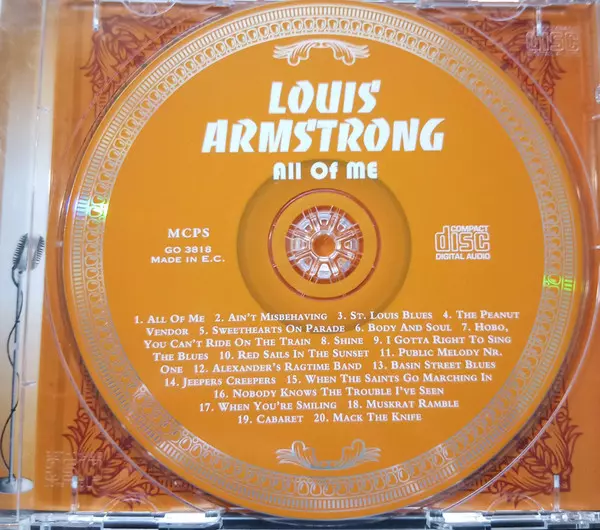 LOUIS
ARMSTRONG
All Of ME
MCPS
GO 3818
MADE IN E.C.
COMPACT
disc
DIGITAL AUDIO
1. ALL OF ME 2. AIN'T MISBEHAVING 3. ST. LOUIS BLUES 4. THE PEANUT
VENDOR 5. SWEETHEARTS ON PARADE 6. BODY AND SOUL 7. HOBO,
YOU CAN'T RIDE ON THE TRAIN 8. SHINE 9. I GOTTA RIGHT TO SING
THE BLUES 10. RED SAILS IN THE SUNSET 11. PUBLIC MELODY NR.
ONE 12. ALEXANDER'S RAGTIME BAND 13. BASIN STREET BLUES
14. JEEPERS CREEPERS 15. WHEN THE SAINTS GO MARCHING IN
16. NOBODY KNOWS THE TROUBLE I'VE SEEN
17. WHEN YOU'RE SMILING 18. MUSKRAT RAMBLE
19. CABARET 20. MACK THE KNIFE
disc